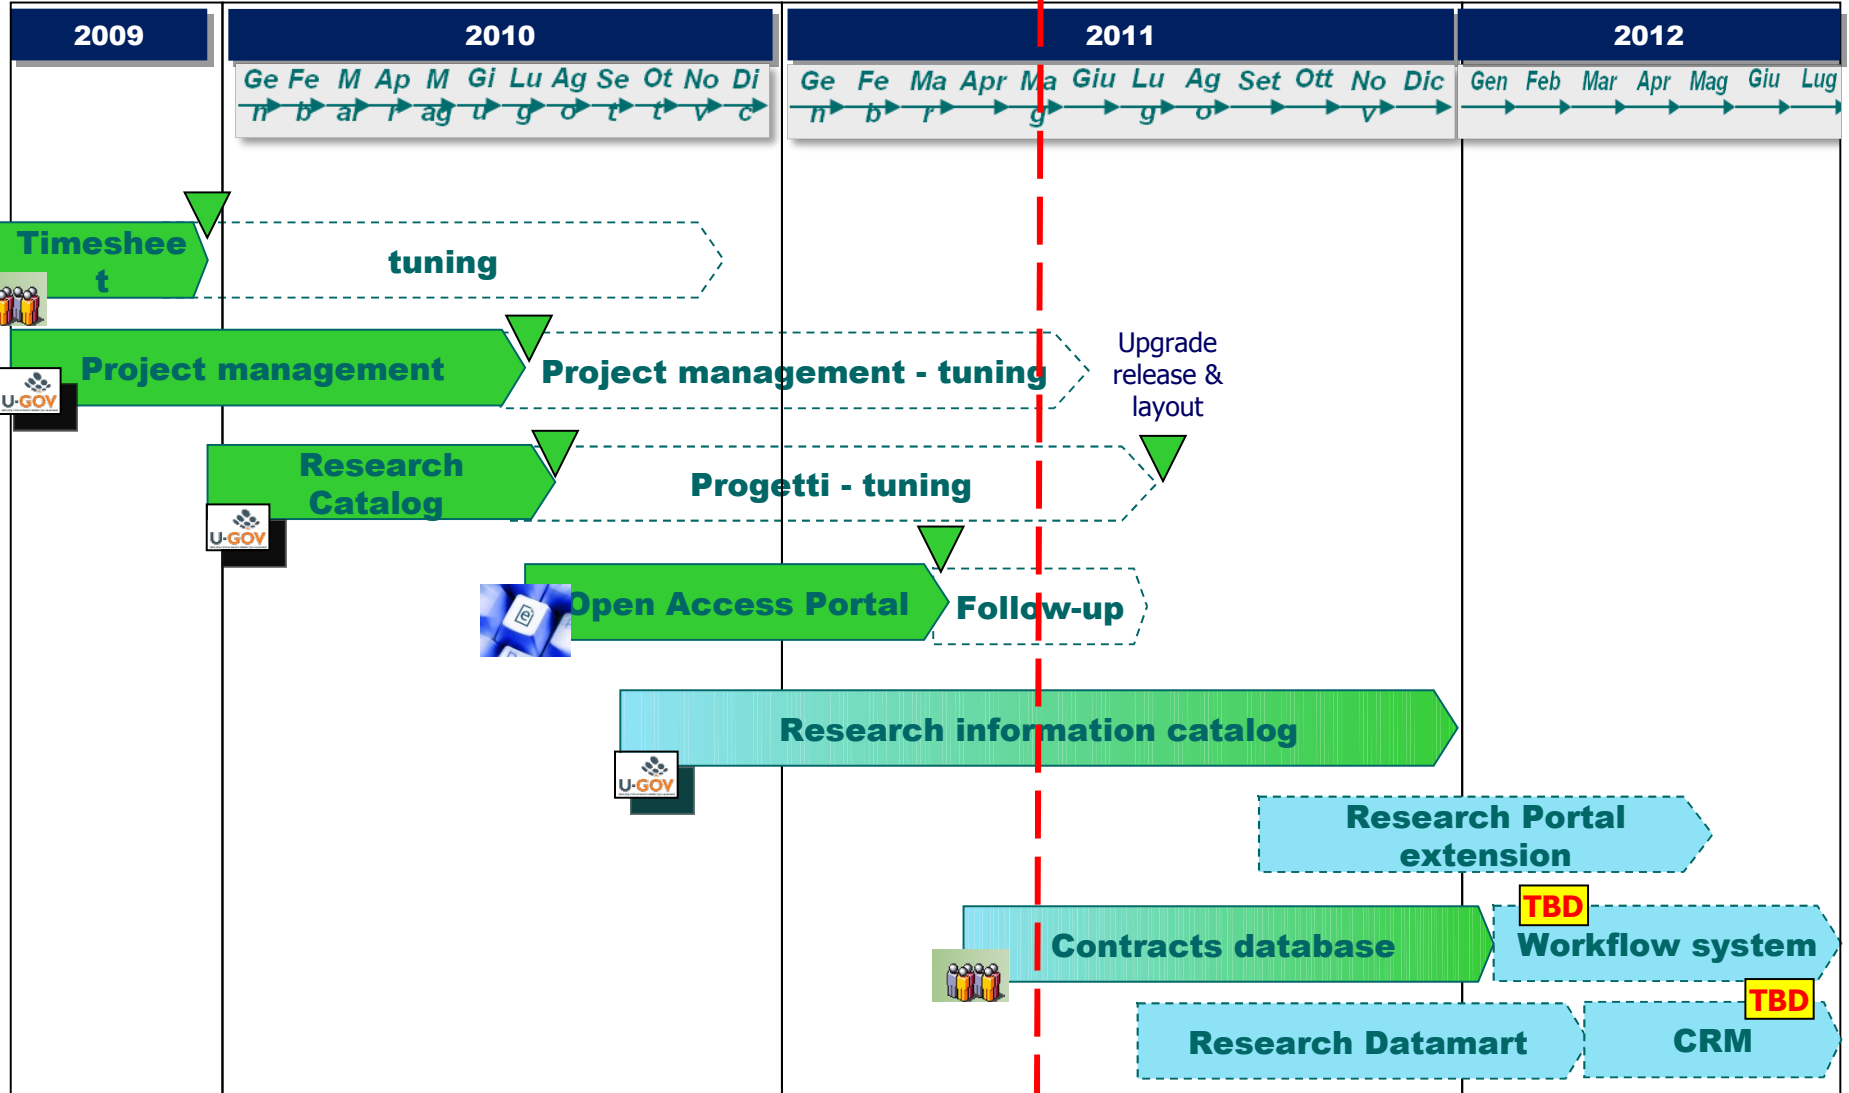 2009
2010
2011
2012
Ge Fe M Ap M Gi Lu Ag Se Ot No Di
n b ar r ag u g o t t v c
Ge Fe Ma Apr Ma Giu Lu Ag Set Ott No Dic
n b r g g o v
Gen Feb Mar Apr Mag Giu Lug
Timeshee
t
tuning
Project management
Project management - tuning
Upgrade
release &
layout
U-GOV
Research
Catalog
Progetti - tuning
U-GOV
Open Access Portal
Follow-up
Research information catalog
U-GOV
Research Portal
extension
TBD
Contracts database
Workflow system
TBD
Research Datamart
CRM